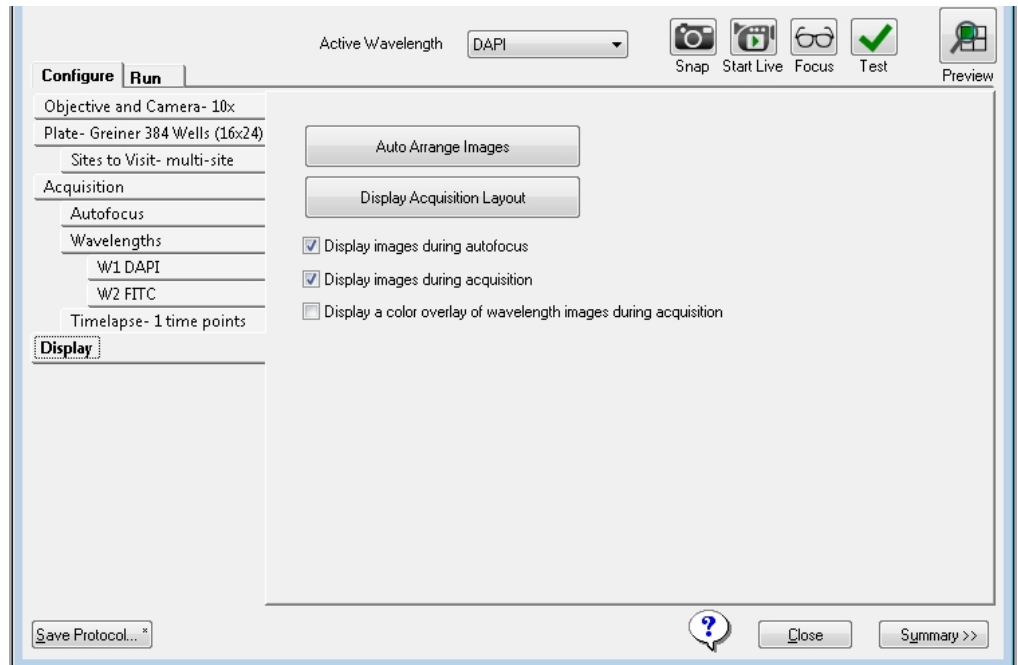 Active Wavelength DAPI
Snap Start Live Focus Test Preview
Configure Run
Objective and Camera- 10x
Plate- Greiner 384 Wells (16x24)
Sites to Visit- multi-site
Acquisition
Autofocus
Wavelengths
W1 DAPI
W2 FITC
Timelapse- 1 time points
Display
Auto Arrange Images
Display Acquisition Layout
Display images during autofocus
Display images during acquisition
Display a color overlay of wavelength images during acquisition
Save Protocol... *
?
Close
Summary >>